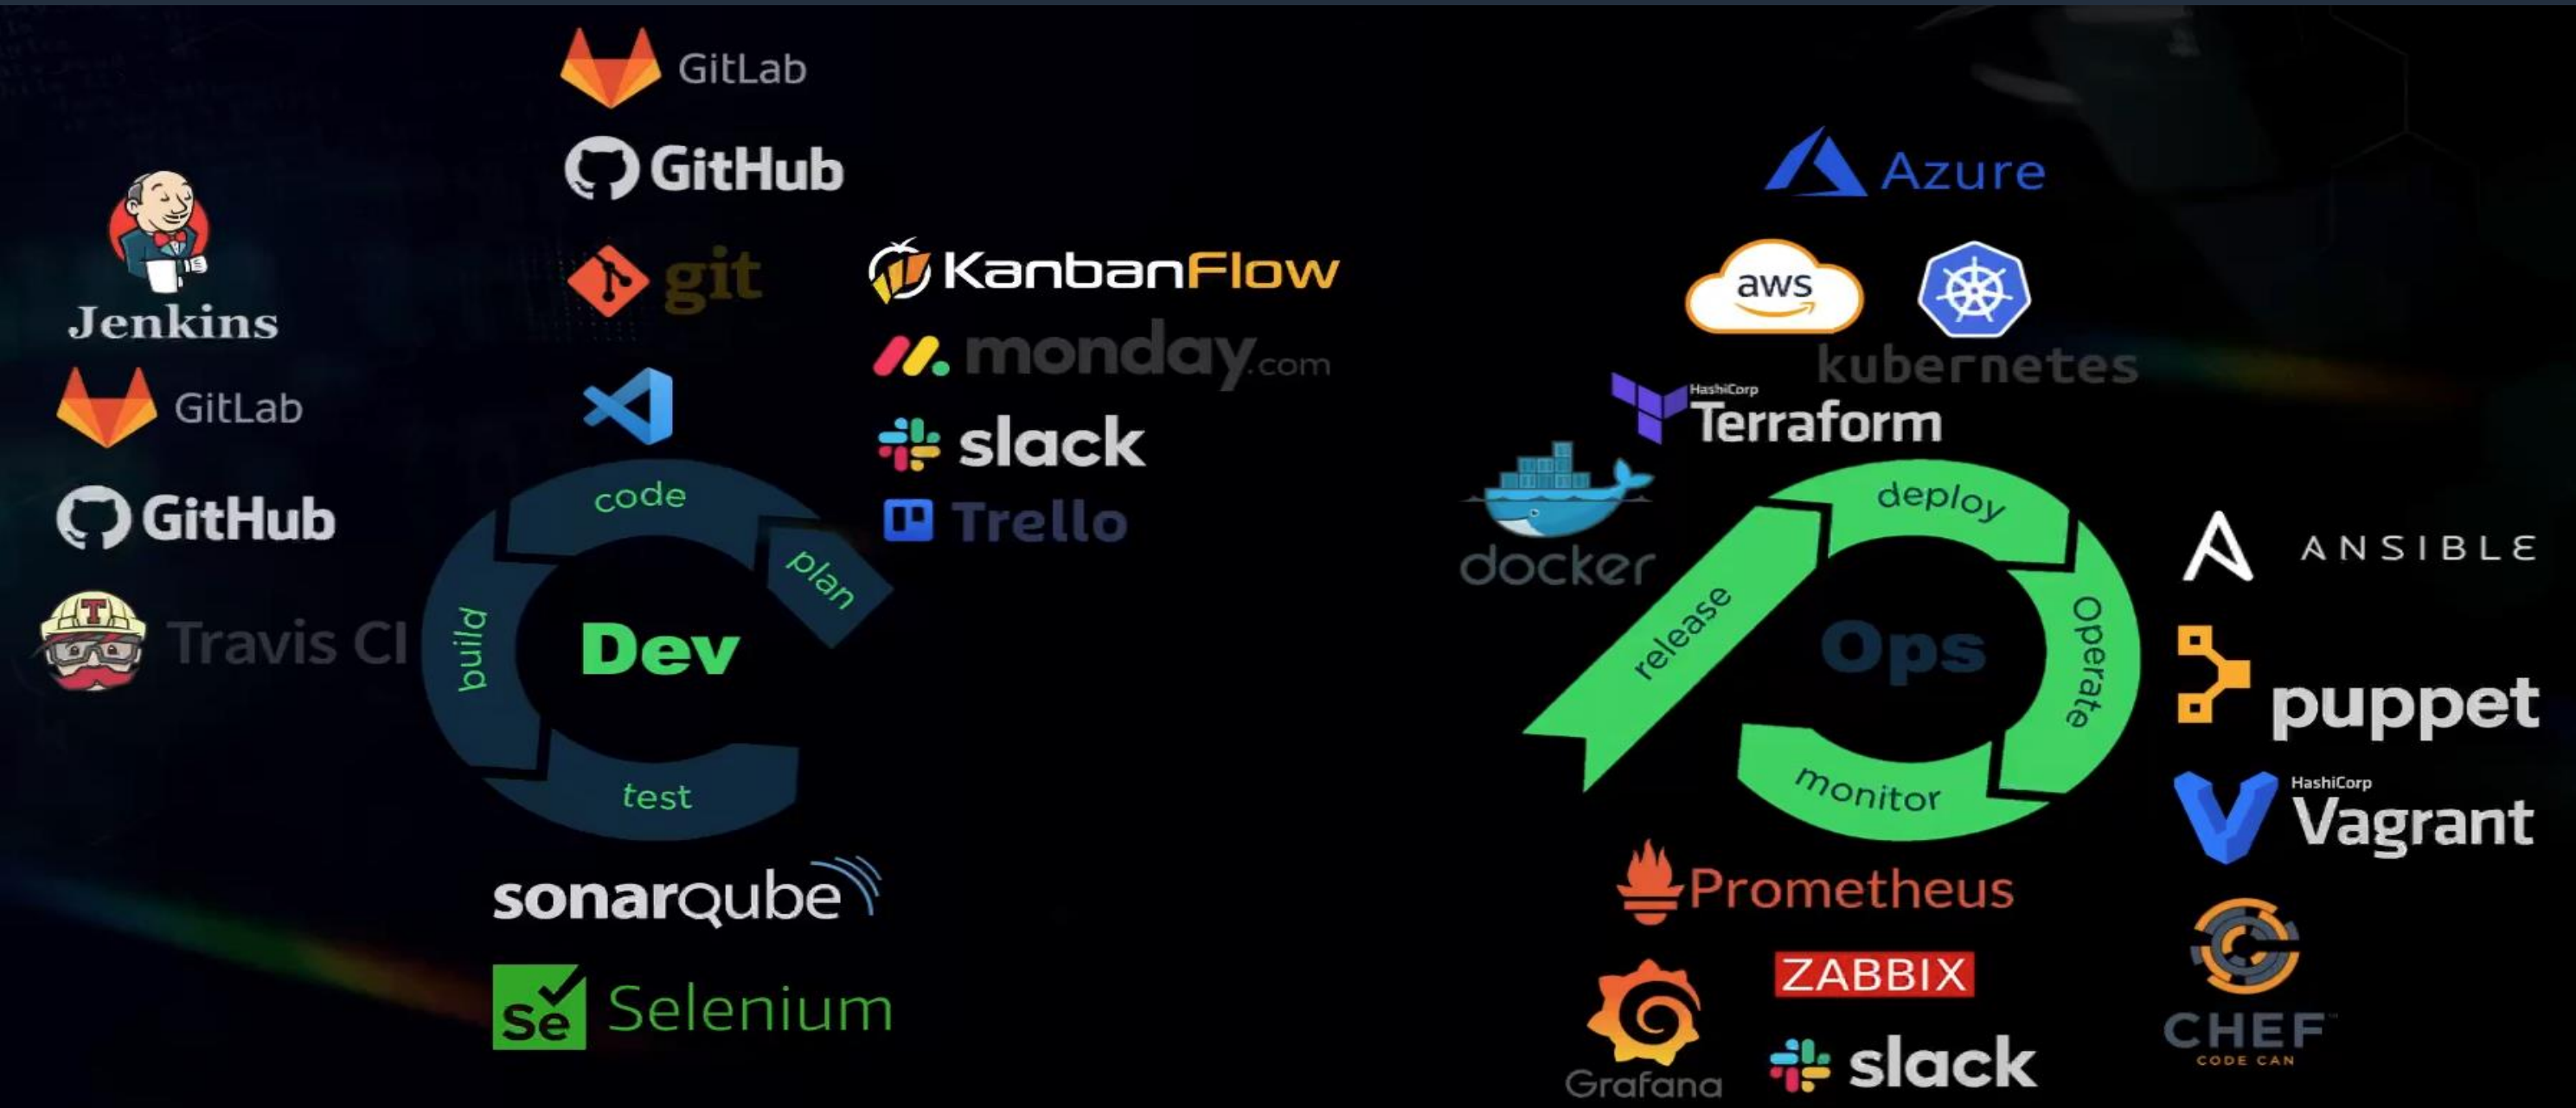 GitLab
GitHub
git
Jenkins
GitLab
GitHub
Travis CI
KanbanFlow
monday.com
slack
Trello
plan
code
build
test
Dev
sonarqube
Se
Selenium
Azure
aws
kubernetes
HashiCorp
Terraform
docker
release
deploy
Operate
monitor
Ops
ANSIBLE
puppet
HashiCorp
Vagrant
CHEF™
CODE CAN
Prometheus
ZABBIX
Grafana
slack
T